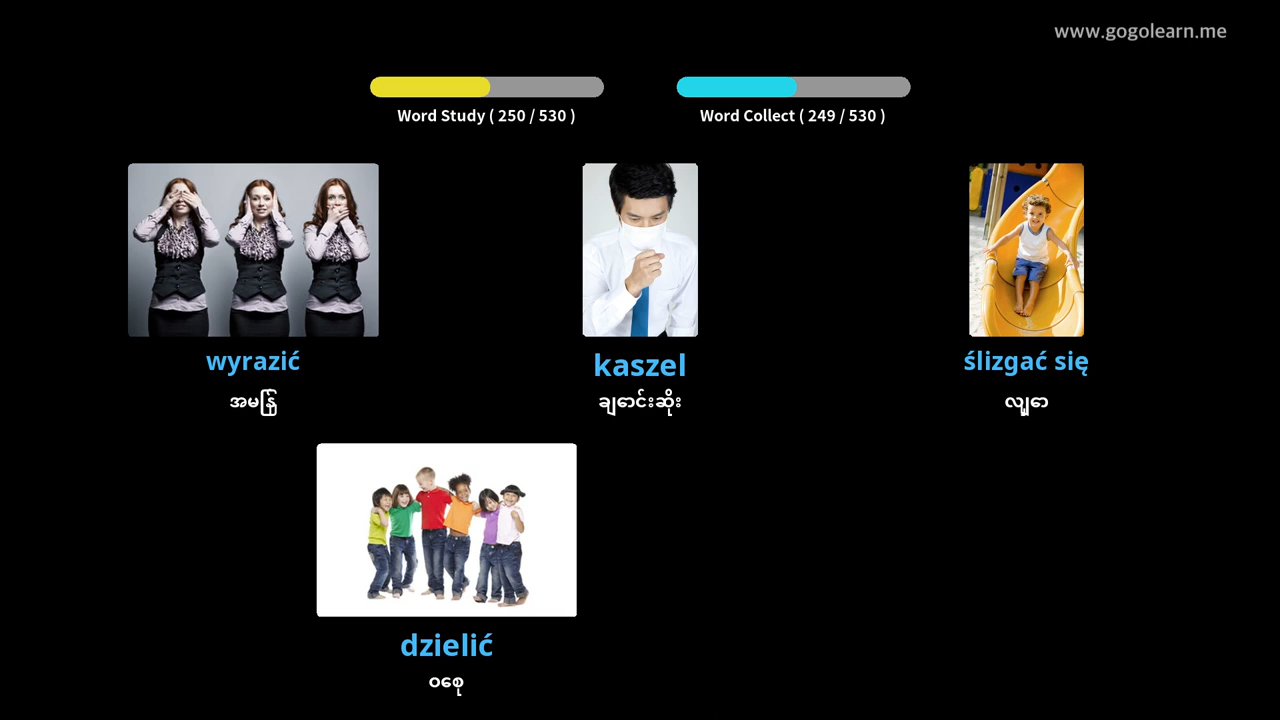 www.gogolearn.me
Word Study ( 250 / 530 )
Word Collect ( 249 / 530 )
wyrazić
kaszel
ślizgać się
အမြန်
ချောင်းဆိုး
လျှော
dzielić
ဝေစု